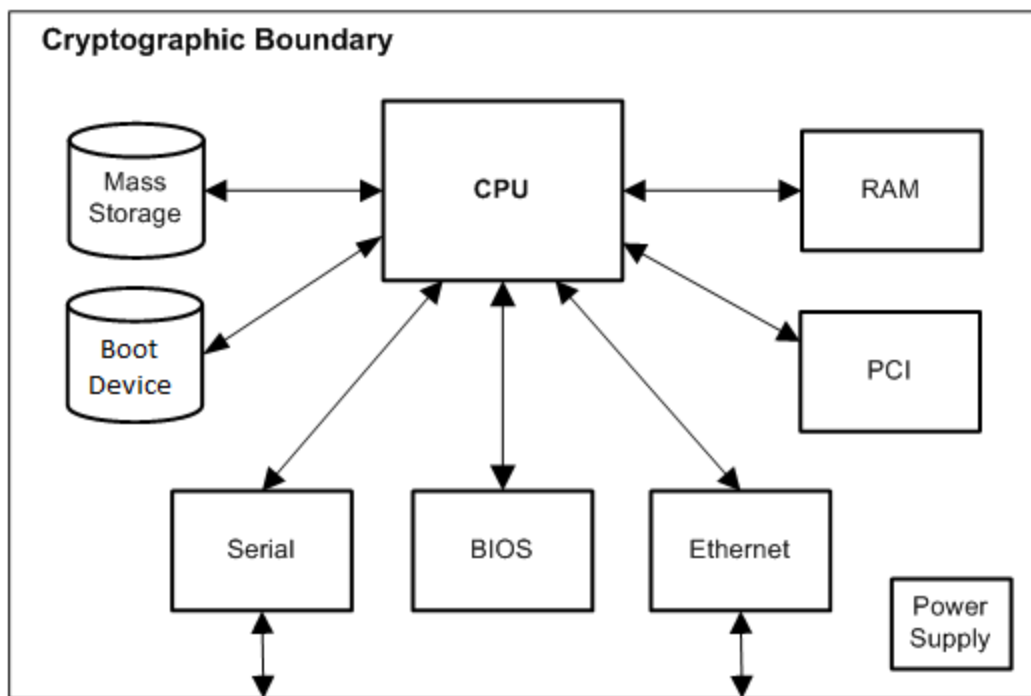 Cryptographic Boundary
Mass
Storage
CPU
RAM
Boot
Device
PCI
Serial
BIOS
Ethernet
Power
Supply